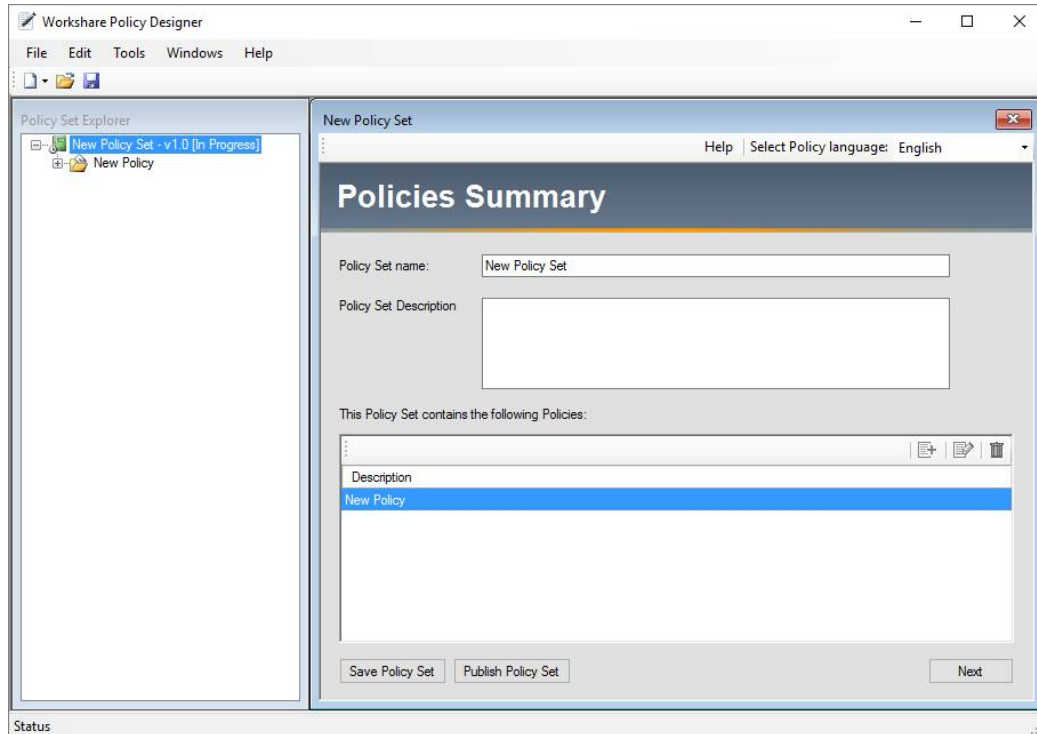 Workshare Policy Designer
File Edit Tools Windows Help
Policy Set Explorer
New Policy Set - v1.0 [In Progress]
New Policy
New Policy Set
Help Select Policy language: English
Policies Summary
Policy Set name: New Policy Set
Policy Set Description
This Policy Set contains the following Policies:
Description
New Policy
Save Policy Set Publish Policy Set Next
Status